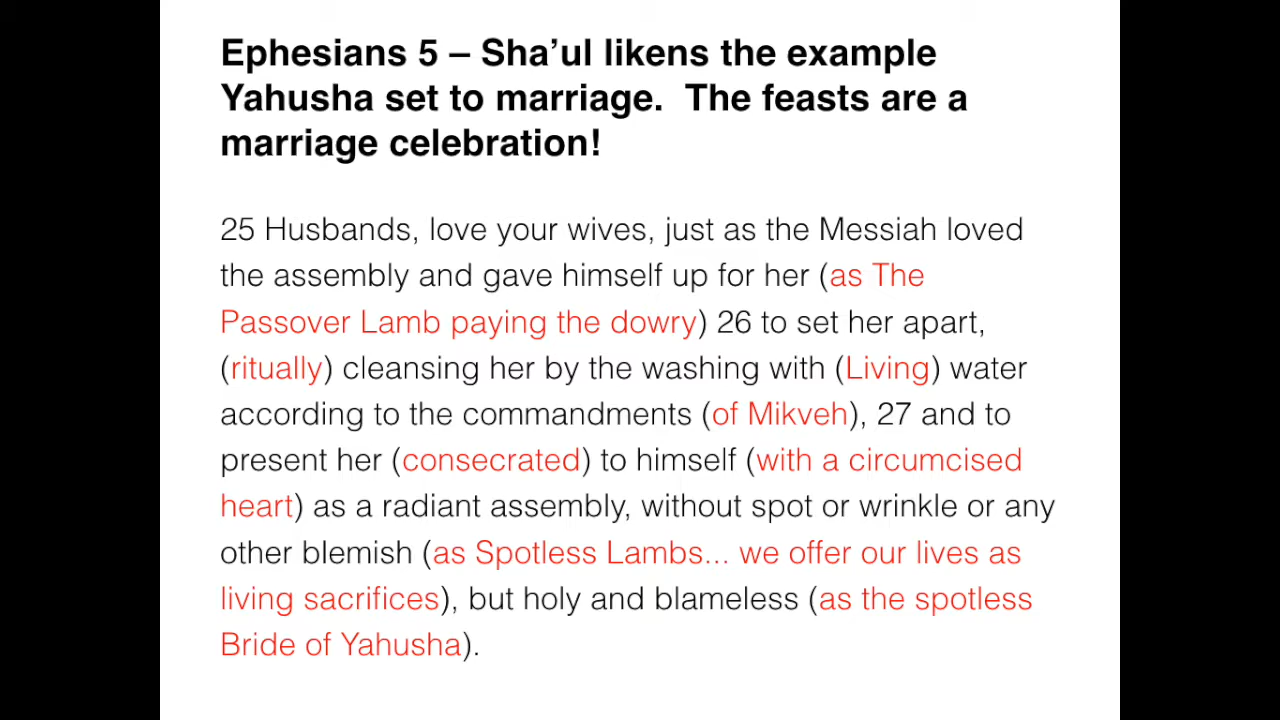 Ephesians 5 – Sha’ul likens the example
Yahusha set to marriage.  The feasts are a
marriage celebration!
25 Husbands, love your wives, just as the Messiah loved
the assembly and gave himself up for her (as The
Passover Lamb paying the dowry) 26 to set her apart,
(ritually) cleansing her by the washing with (Living) water
according to the commandments (of Mikveh), 27 and to
present her (consecrated) to himself (with a circumcised
heart) as a radiant assembly, without spot or wrinkle or any
other blemish (as Spotless Lambs... we offer our lives as
living sacrifices), but holy and blameless (as the spotless
Bride of Yahusha).